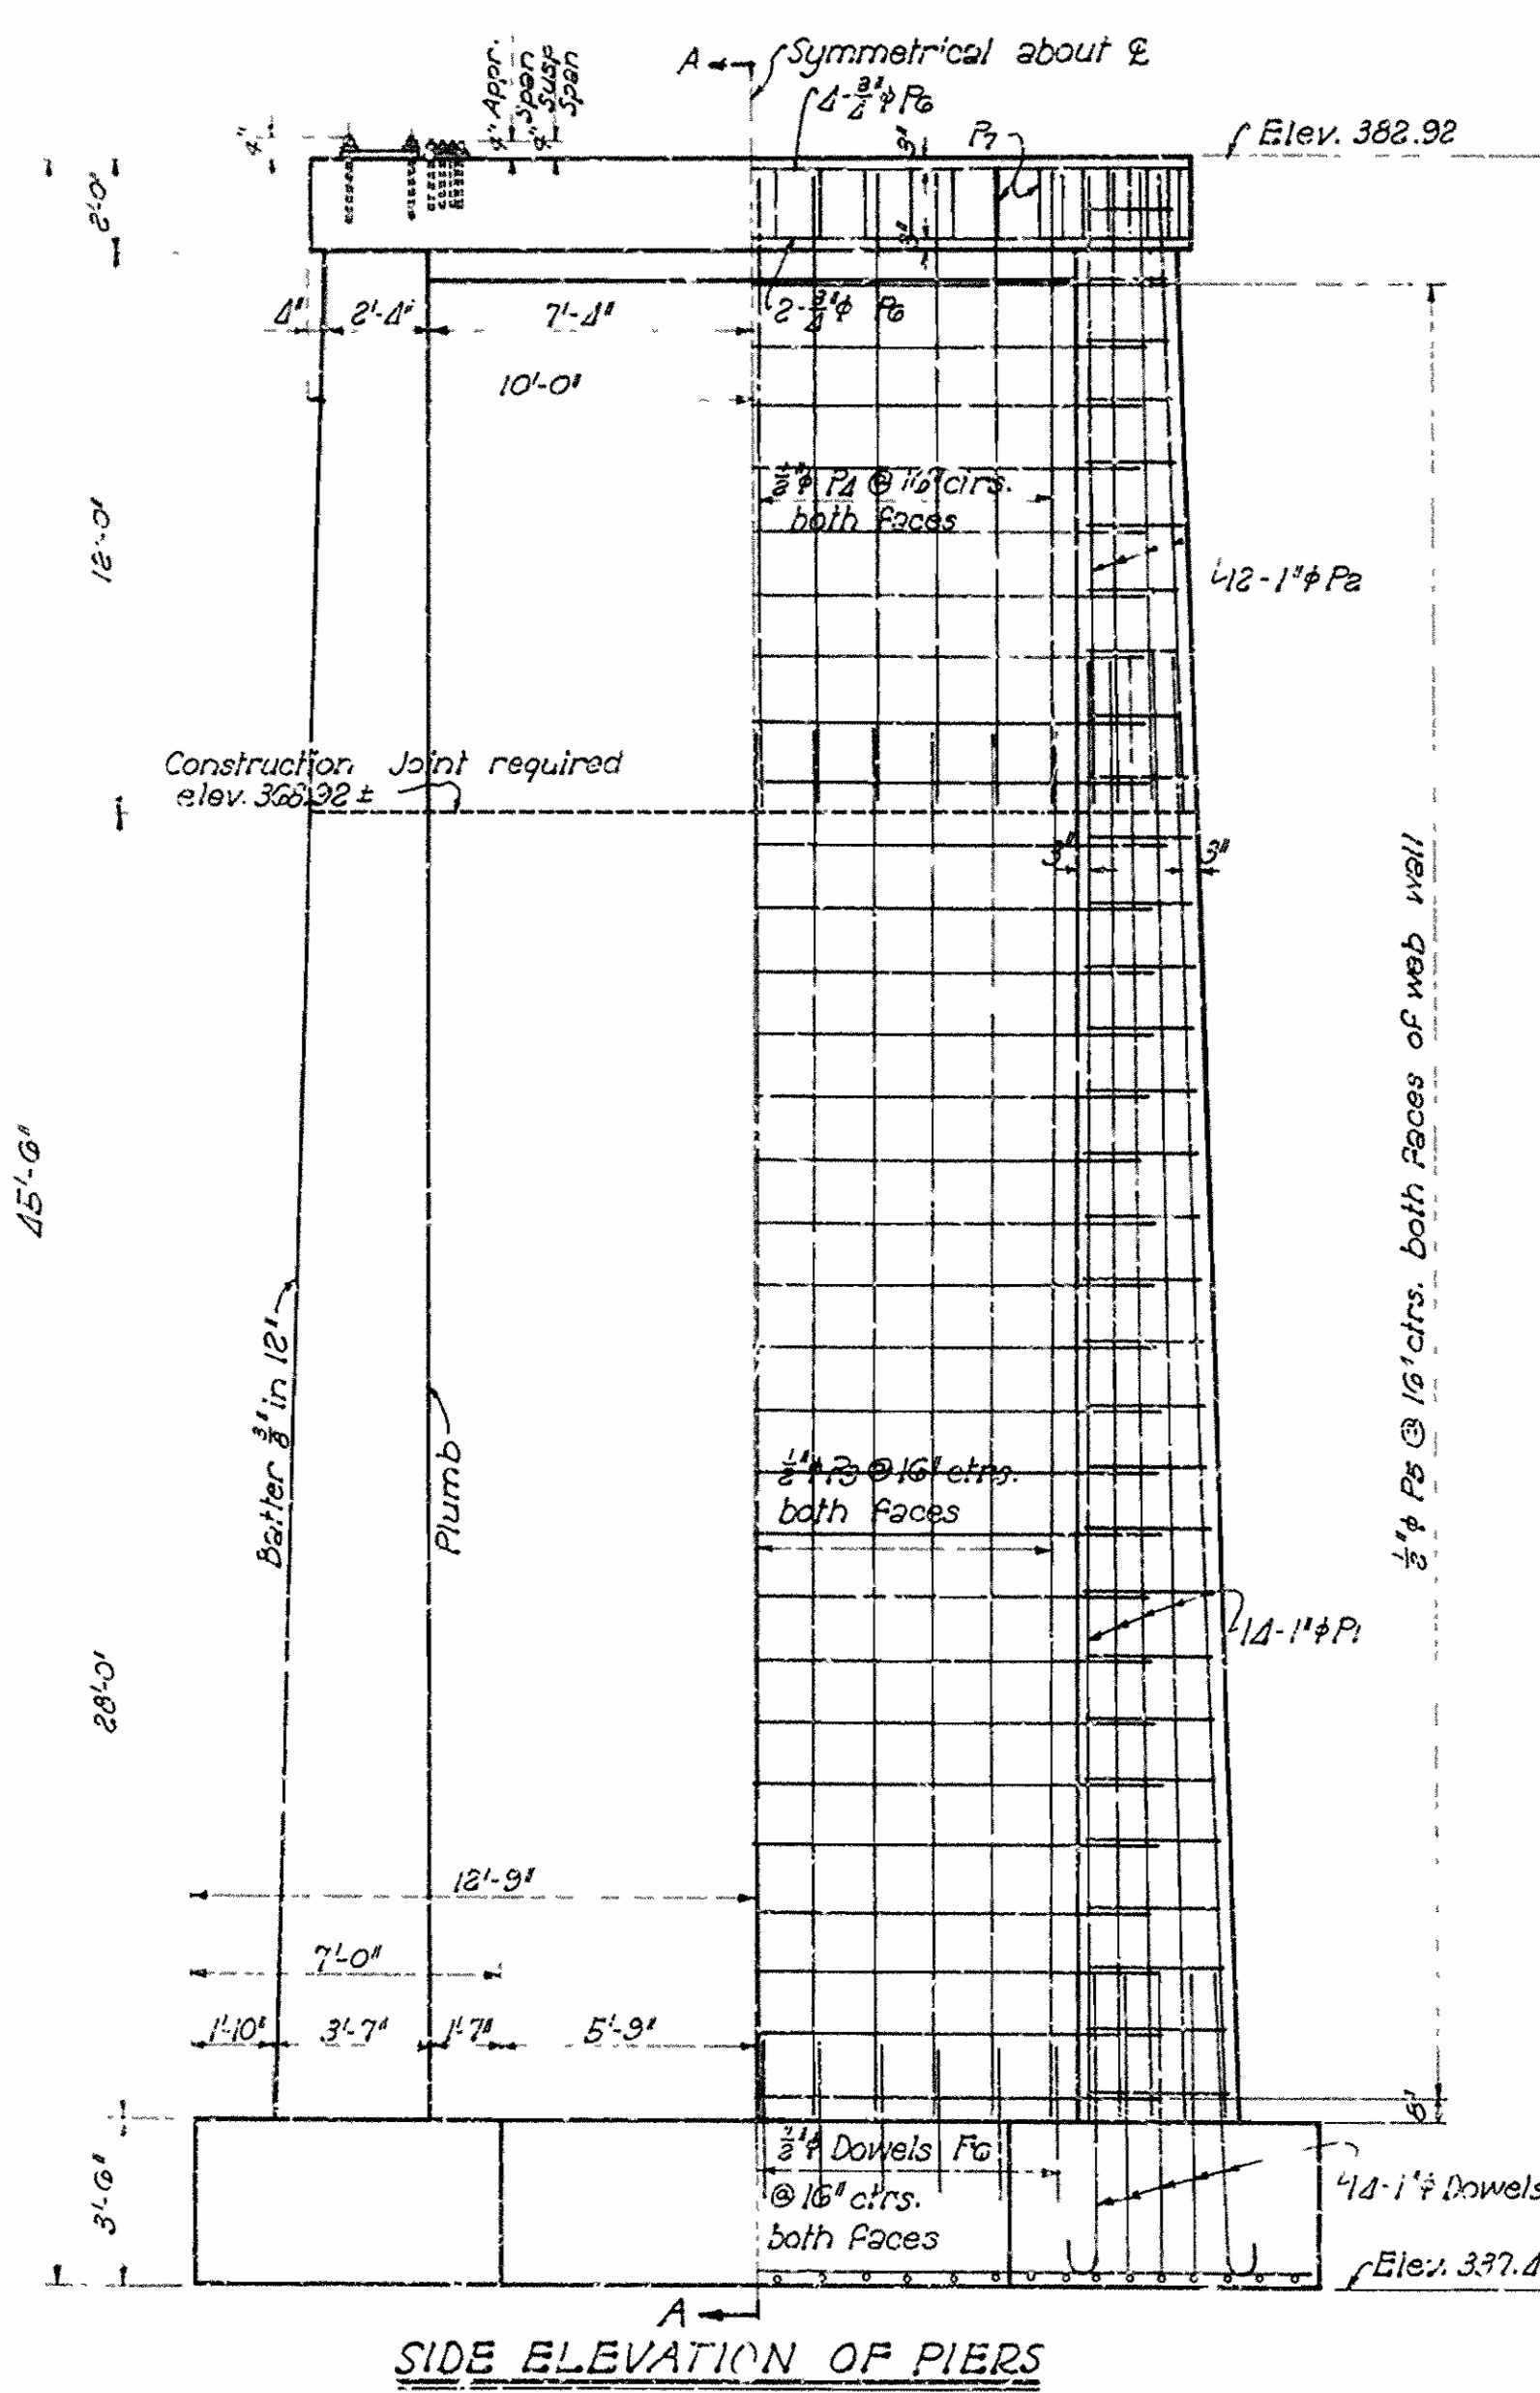 4" Appr.
Span
4" Susp
Span
A
Symmetrical about ℄
4-3/4"ϕ P6
4"
3"
P7
Elev. 382.92
2'-0"
3"
4"
2'-4"
7'-4"
2-3/4"ϕ P6
10'-0"
1/2"ϕ P4 @ 16" ctrs.
both faces
12'-0"
12-1"ϕ P2
Construction Joint required
elev. 368.92 ±
3"
3"
45'-6"
1/2"ϕ P5 @ 16" ctrs. both faces of web wall
Batter 3/8" in 12"
Plumb
1/2"ϕ P3 @ 16" ctrs.
both faces
14-1"ϕ P1
28'-0"
12'-9"
7'-0"
1'-10"
3'-7"
1'-7"
5'-9"
3'-6"
1/2"ϕ Dowels F6
@ 16" ctrs.
both faces
14-1"ϕ Dowels
Elev. 337.4
A
SIDE ELEVATION OF PIERS